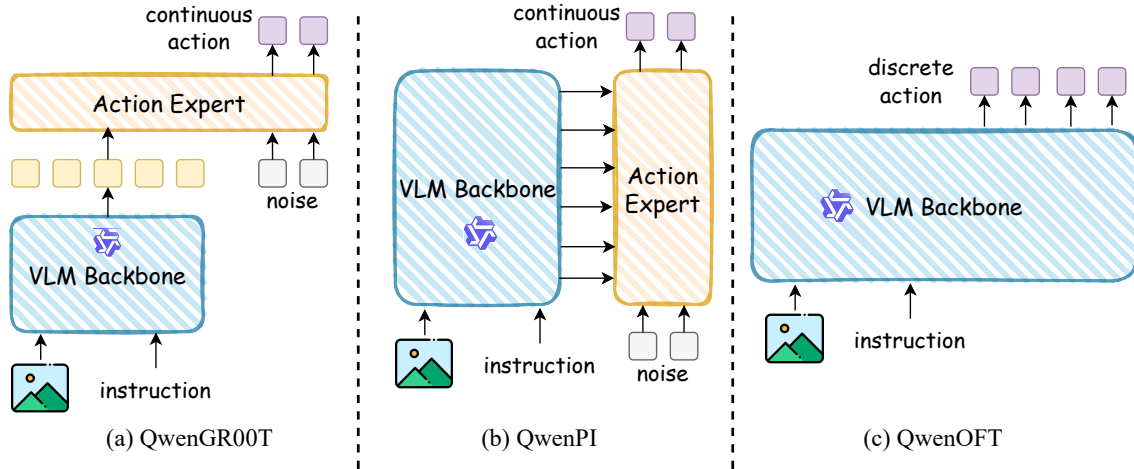 continuous
action
Action Expert
noise
VLM Backbone
instruction
(a) QwenGR00T
continuous
action
VLM Backbone
Action
Expert
instruction
noise
(b) QwenPI
discrete
action
VLM Backbone
instruction
(c) QwenOFT